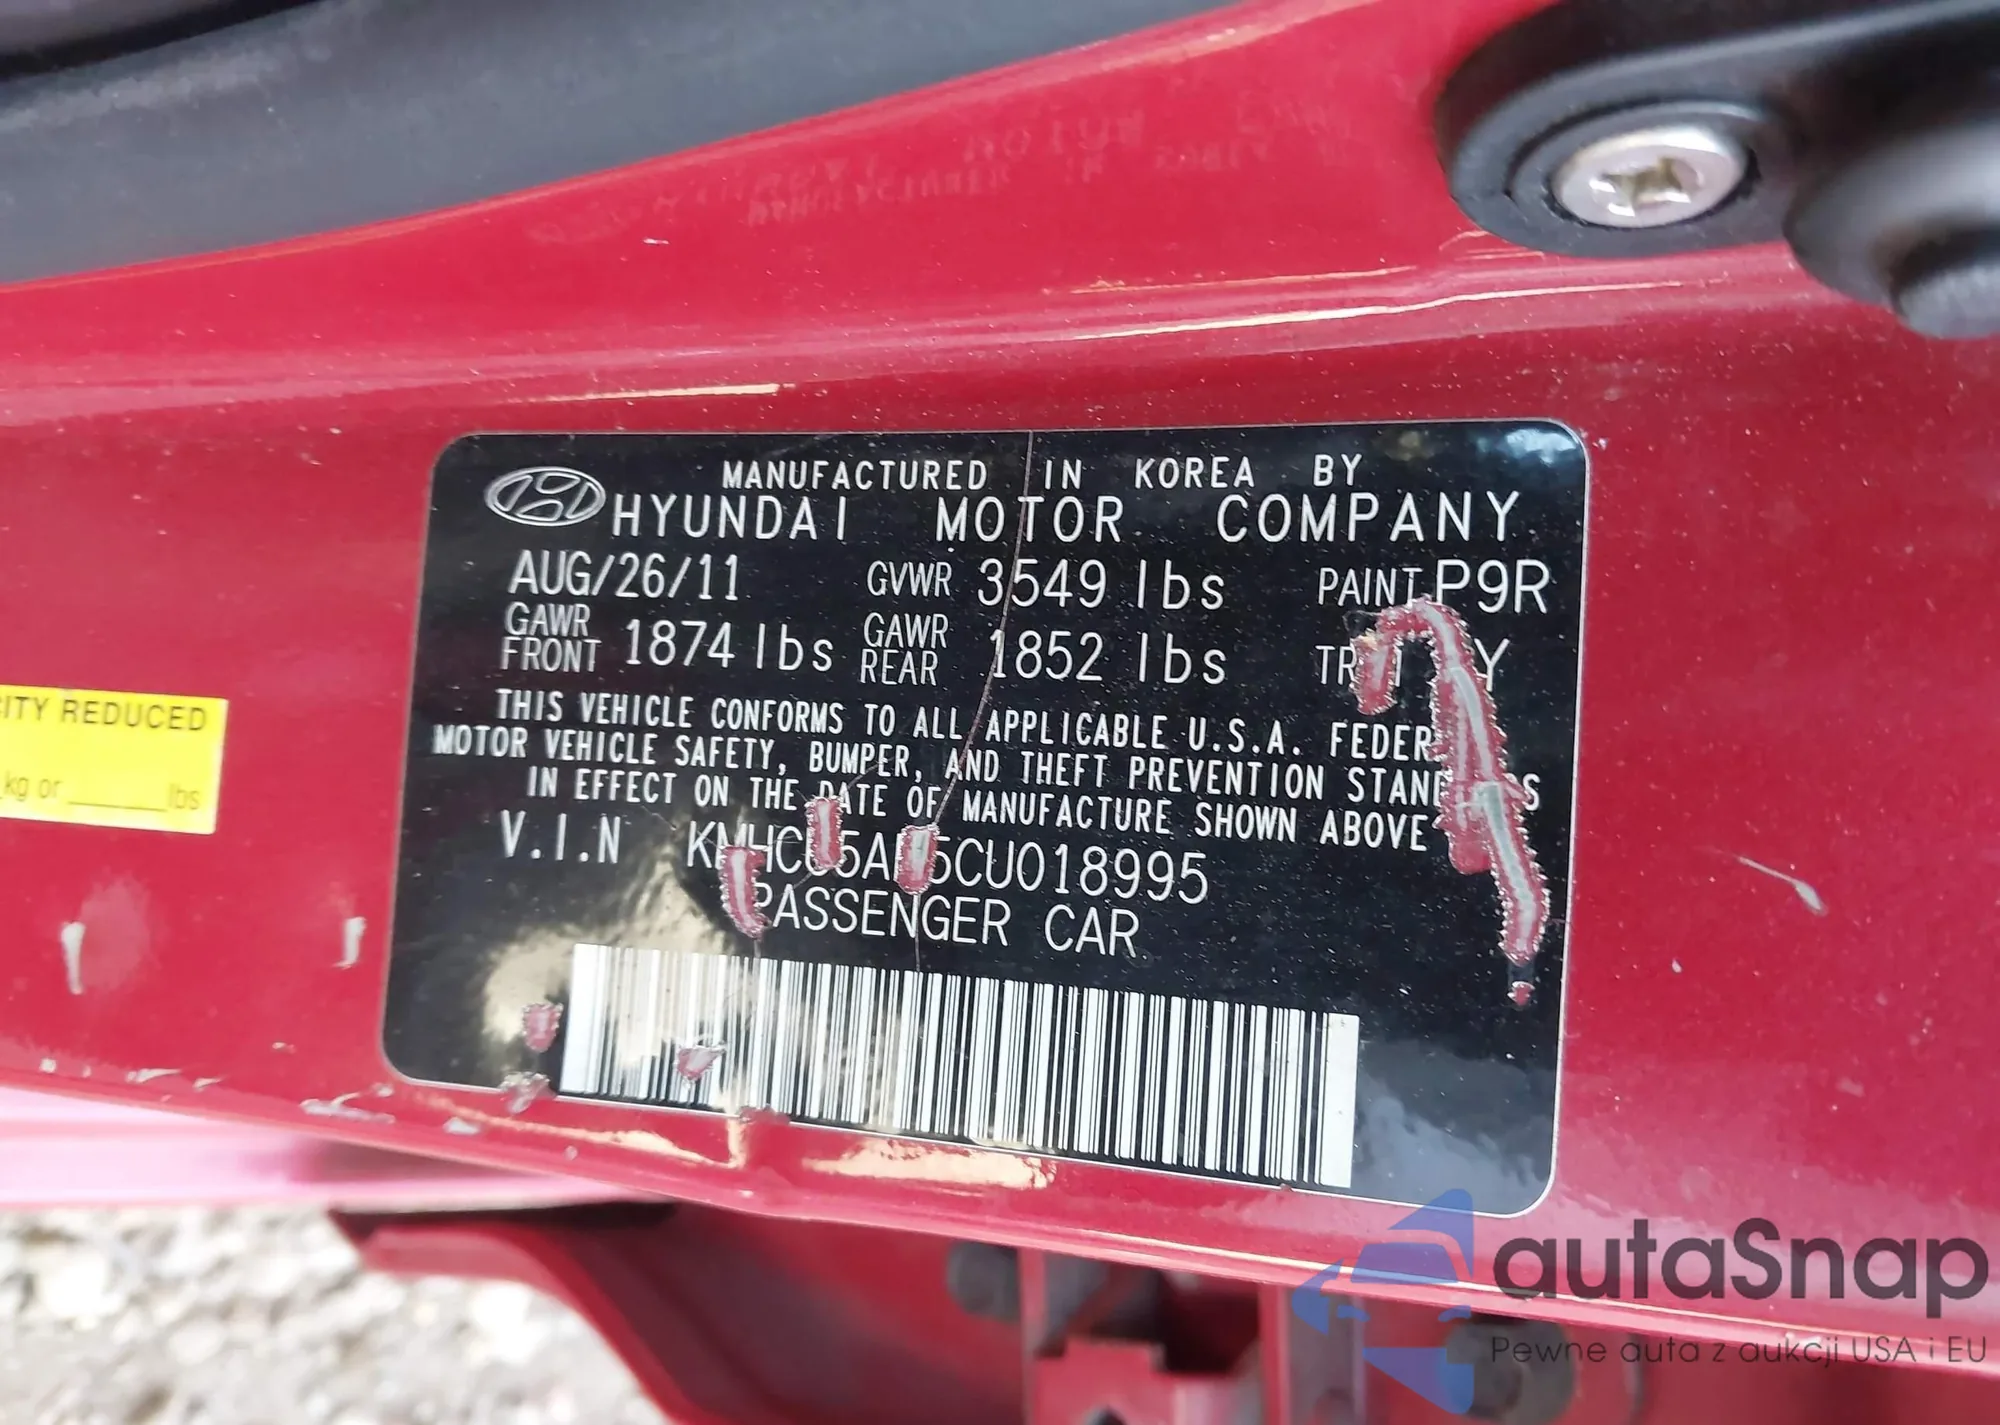 MANUFACTURED IN KOREA BY
HYUNDAI MOTOR COMPANY
AUG/26/11 GVWR 3549 lbs PAINT P9R
GAWR FRONT 1874 lbs GAWR REAR 1852 lbs
THIS VEHICLE CONFORMS TO ALL APPLICABLE U.S.A. FEDER
MOTOR VEHICLE SAFETY, BUMPER, AND THEFT PREVENTION STAN S
IN EFFECT ON THE DATE OF MANUFACTURE SHOWN ABOVE
V.I.N
PASSENGER CAR
CITY REDUCED
kg or ______lbs
autaSnap
Pewne auta z aukcji USA i EU